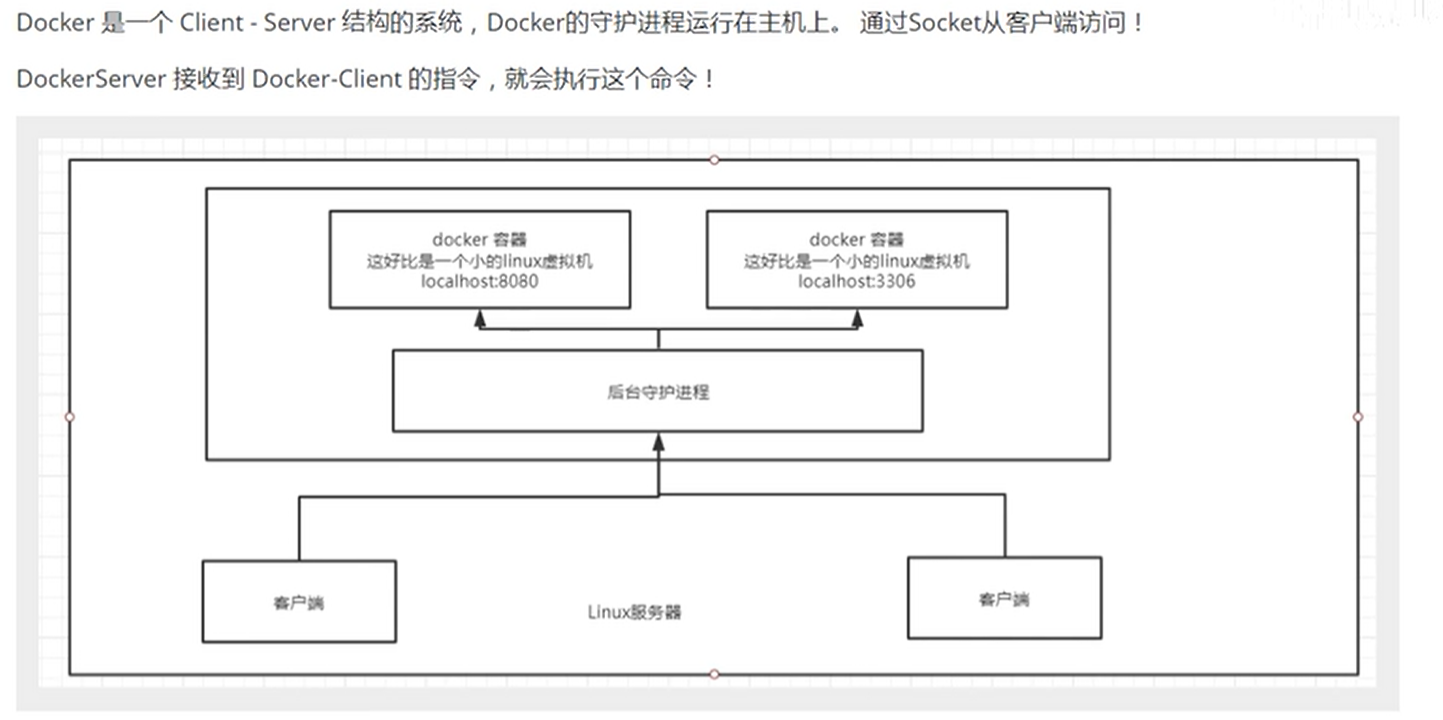 Docker 是一个 Client - Server 结构的系统，Docker的守护进程运行在主机上。 通过Socket从客户端访问！
DockerServer 接收到 Docker-Client 的指令，就会执行这个命令！
docker 容器
这好比是一个小的linux虚拟机
localhost:8080
docker 容器
这好比是一个小的linux虚拟机
localhost:3306
后台守护进程
客户端
Linux服务器
客户端